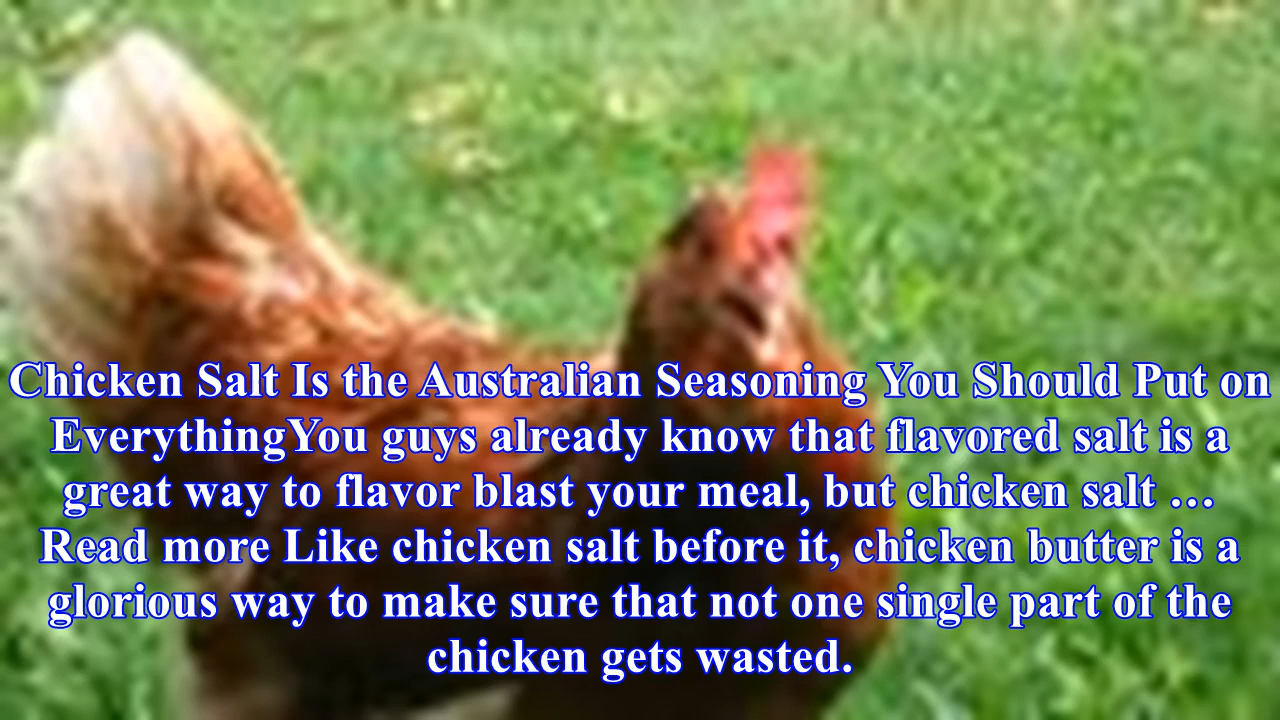 Chicken Salt Is the Australian Seasoning You Should Put on
EverythingYou guys already know that flavored salt is a
great way to flavor blast your meal, but chicken salt …
Read more Like chicken salt before it, chicken butter is a
glorious way to make sure that not one single part of the
chicken gets wasted.